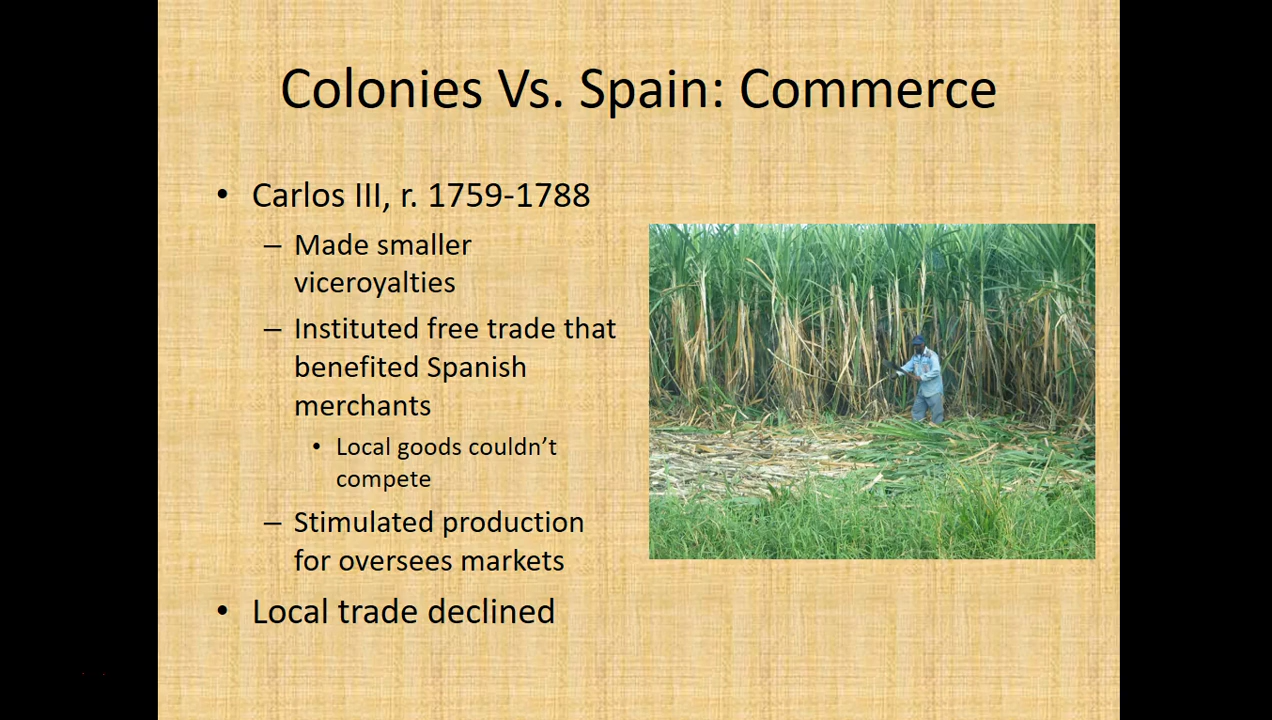 Colonies Vs. Spain: Commerce
• Carlos III, r. 1759-1788
– Made smaller
viceroyalties
– Instituted free trade that
benefited Spanish
merchants
• Local goods couldn’t
compete
– Stimulated production
for oversees markets
• Local trade declined